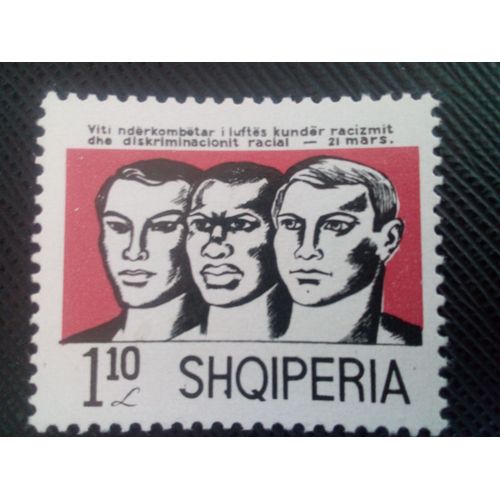 Viti ndërkombëtar i luftës kundër racizmit
dhe diskriminacionit racial — 21 mars.
1 10 L SHQIPERIA